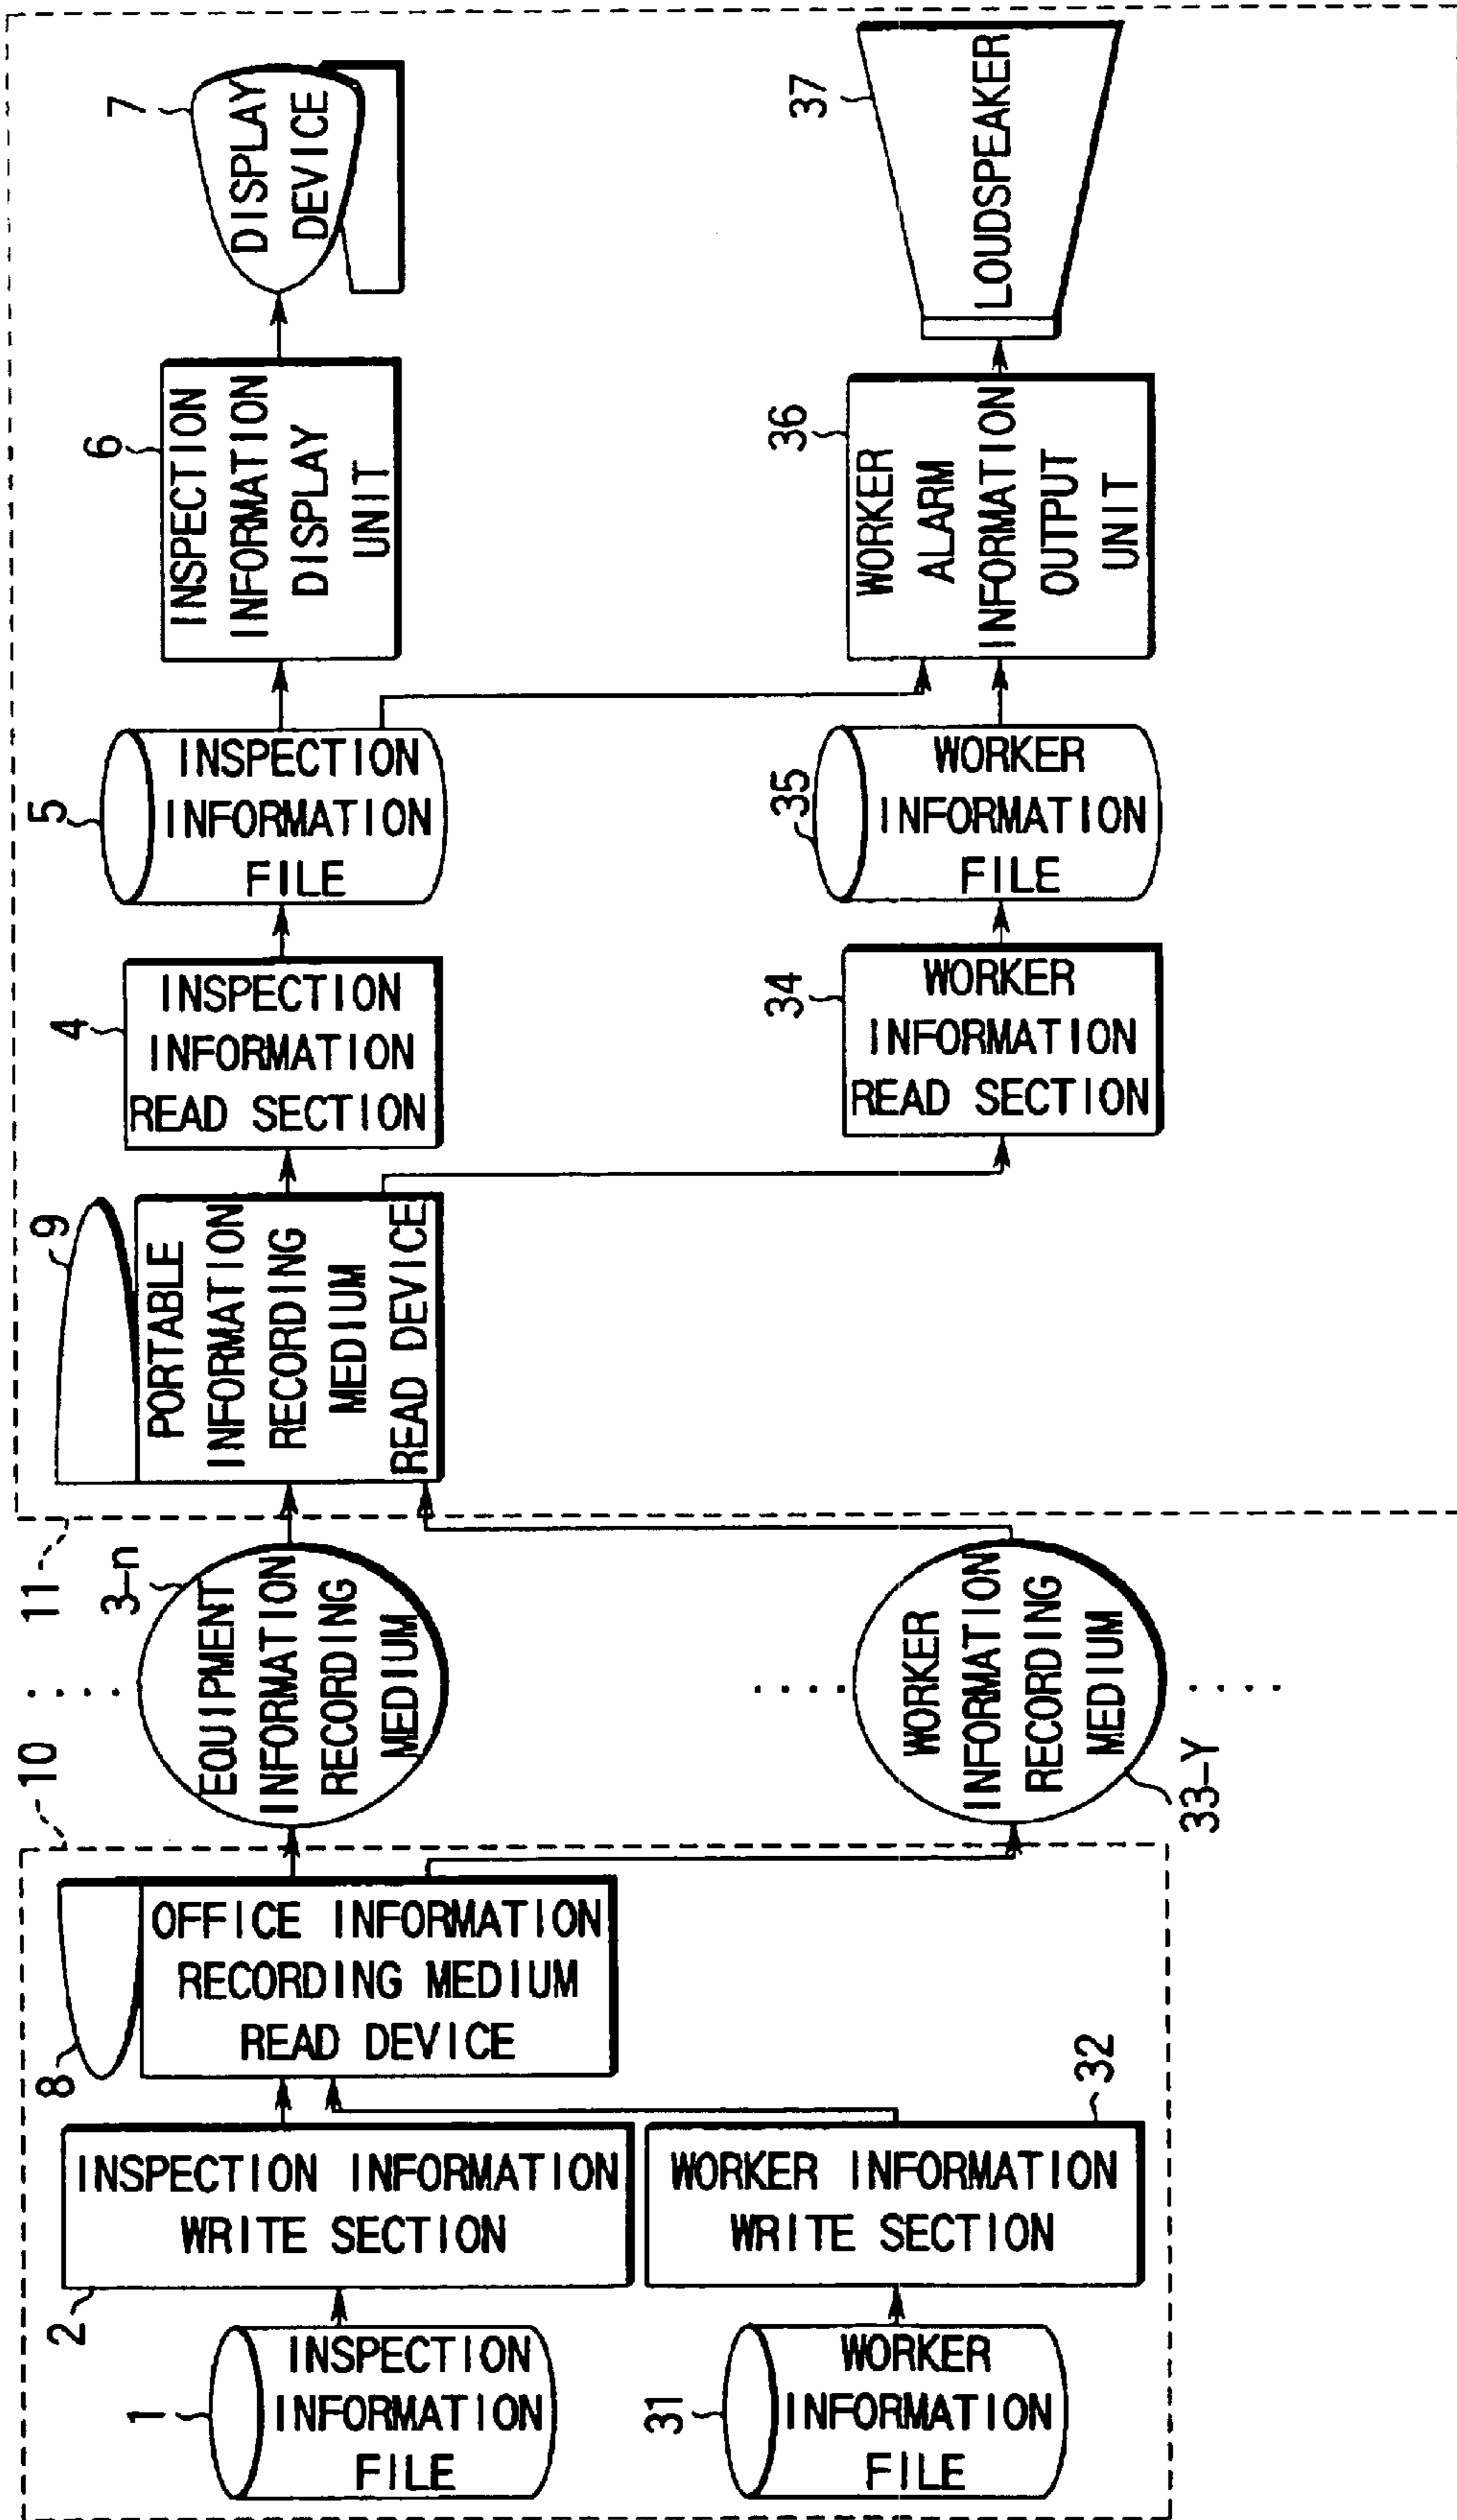 10
1
INSPECTION
INFORMATION
FILE
2
INSPECTION INFORMATION
WRITE SECTION
8
OFFICE INFORMATION
RECORDING MEDIUM
READ DEVICE
31
WORKER
INFORMATION
FILE
WORKER INFORMATION
WRITE SECTION
32
3-n
EQUIPMENT
INFORMATION
RECORDING
MEDIUM
WORKER
INFORMATION
RECORDING
MEDIUM
33-Y
11
9
PORTABLE
INFORMATION
RECORDING
MEDIUM
READ DEVICE
4
INSPECTION
INFORMATION
READ SECTION
5
INSPECTION
INFORMATION
FILE
6
INSPECTION
INFORMATION
DISPLAY
UNIT
7
DISPLAY
DEVICE
34
WORKER
INFORMATION
READ SECTION
35
WORKER
INFORMATION
FILE
36
WORKER
ALARM
INFORMATION
OUTPUT
UNIT
37
LOUDSPEAKER